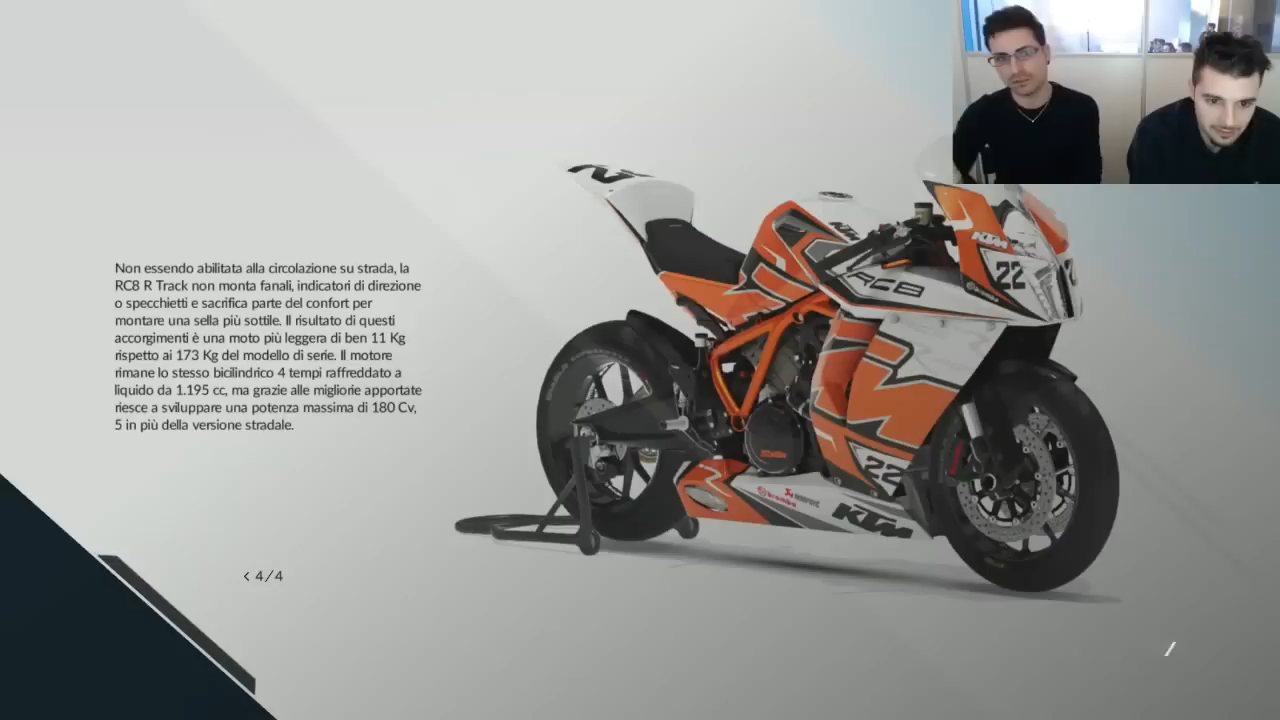 Non essendo abilitata alla circolazione su strada, la
RC8 R Track non monta fanali, indicatori di direzione
o specchietti e sacrifica parte del confort per
montare una sella più sottile. Il risultato di questi
accorgimenti è una moto più leggera di ben 11 Kg
rispetto ai 173 Kg del modello di serie. Il motore
rimane lo stesso bicilindrico 4 tempi raffreddato a
liquido da 1.195 cc, ma grazie alle migliorie apportate
riesce a sviluppare una potenza massima di 180 Cv,
5 in più della versione stradale.
< 4/4
KTM
22
RC8
22
brembo
KTM